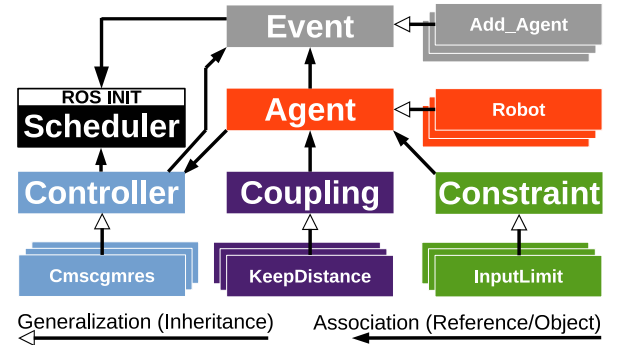 Event
Add_Agent
ROS INIT
Scheduler
Agent
Robot
Controller
Coupling
Constraint
Cmscgmres
KeepDistance
InputLimit
Generalization (Inheritance)
Association (Reference/Object)